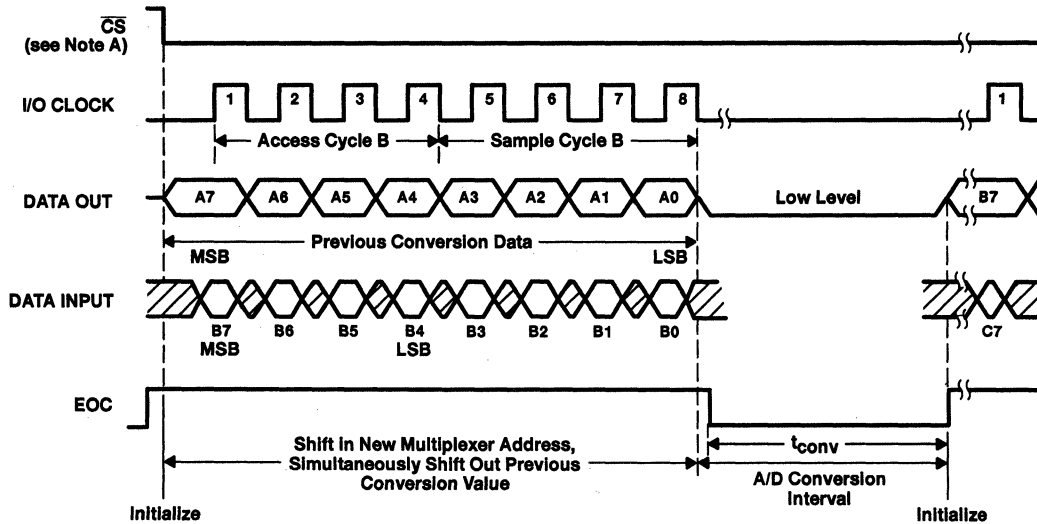 CS
(see Note A)
I/O CLOCK
1 2 3 4 5 6 7 8 1
Access Cycle B Sample Cycle B
DATA OUT
A7 A6 A5 A4 A3 A2 A1 A0 Low Level B7
Previous Conversion Data
MSB LSB
DATA INPUT
B7 B6 B5 B4 B3 B2 B1 B0 C7
MSB LSB
EOC
Shift in New Multiplexer Address,
Simultaneously Shift Out Previous
Conversion Value
tconv
A/D Conversion
Interval
Initialize Initialize